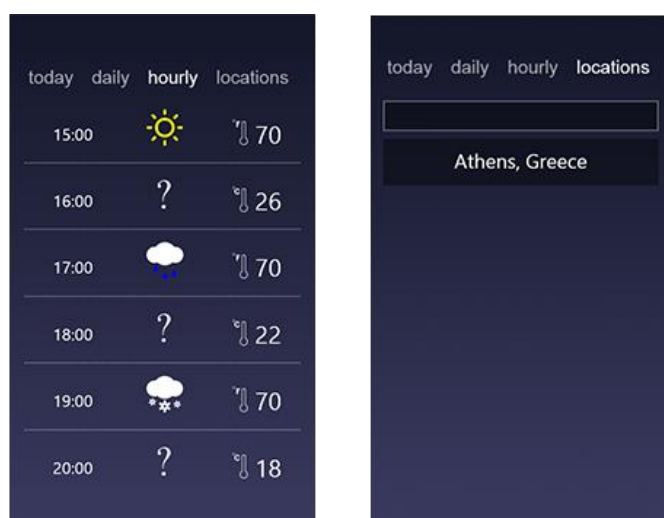 today daily hourly locations
15:00 °F 70
16:00 ? °C 26
17:00 °F 70
18:00 ? °C 22
19:00 °F 70
20:00 ? °C 18
today daily hourly locations
Athens, Greece